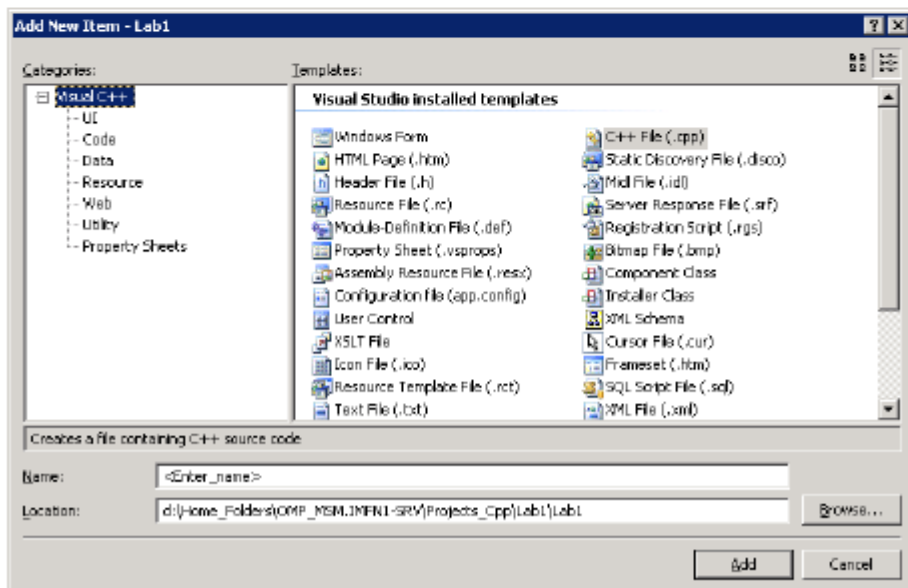 Add New Item - Lab1
Categories:
Templates:
Visual C++
UI
Code
Data
Resource
Web
Utility
Property Sheets
Visual Studio installed templates
Windows Form
HTML Page (.htm)
Header File (.h)
Resource File (.rc)
Module-Definition File (.def)
Property Sheet (.vsprops)
Assembly Resource File (.resx)
Configuration file (app.config)
User Control
XSLT File
Icon File (.ico)
Resource Template File (.rct)
Text File (.txt)
C++ File (.cpp)
Static Discovery File (.disco)
Midl File (.idl)
Server Response File (.srf)
Registration Script (.rgs)
Bitmap File (.bmp)
Component Class
Installer Class
XML Schema
Cursor File (.cur)
Frameset (.htm)
SQL Script File (.sql)
XML File (.xml)
Creates a file containing C++ source code
Name:
<Enter_name>
Location:
d:\Home_Folders\OMP_MSM.IMFN1-SRV\Projects_Cpp\Lab1\Lab1
Browse...
Add
Cancel